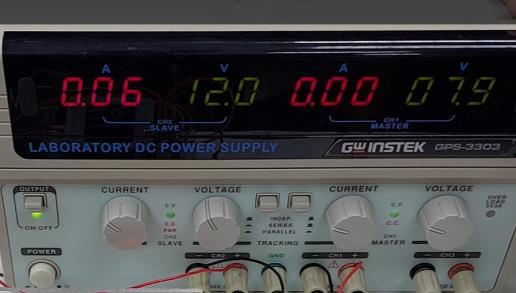 A V A V
0.06 12.0 0.00 07.9
CH2 CH1
SLAVE MASTER
LABORATORY DC POWER SUPPLY GWINSTEK GPS-3303
OUTPUT CURRENT VOLTAGE CURRENT VOLTAGE
C.V. C.V.
ON/OFF C.C. INDEP. C.C. OVER
PAR. SERIES LOAD
CH2 PARALLEL CH1
POWER SLAVE TRACKING MASTER
- CH2 + GND - CH1 + - CH3 +